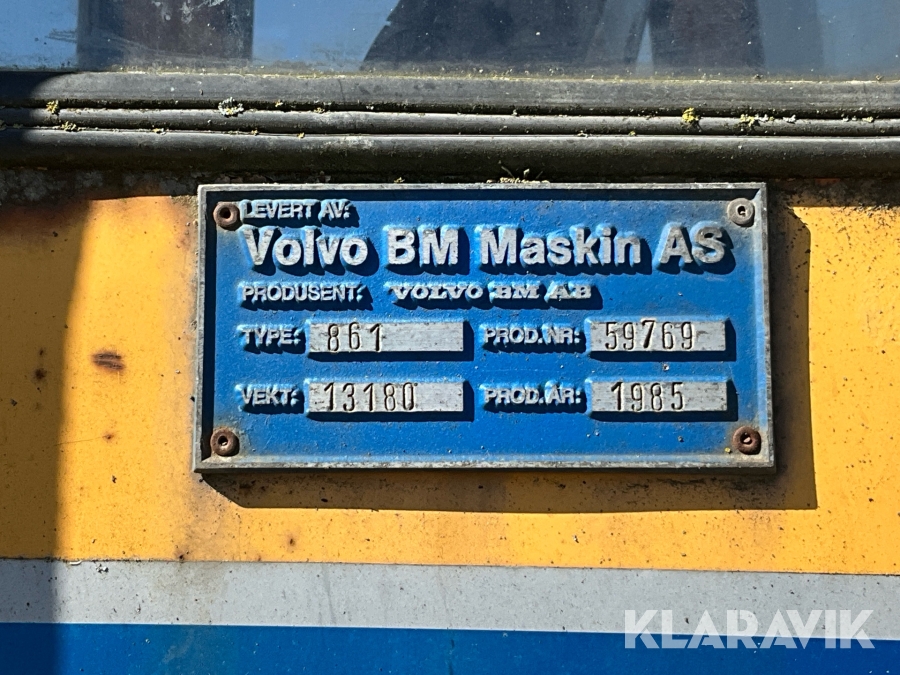 LEVERT AV:
Volvo BM Maskin AS
PRODUSENT: VOLVO BM AB
TYPE: 861 PROD.NR: 59769
VEKT: 13180 PROD.ÅR: 1985
KLARAVIK